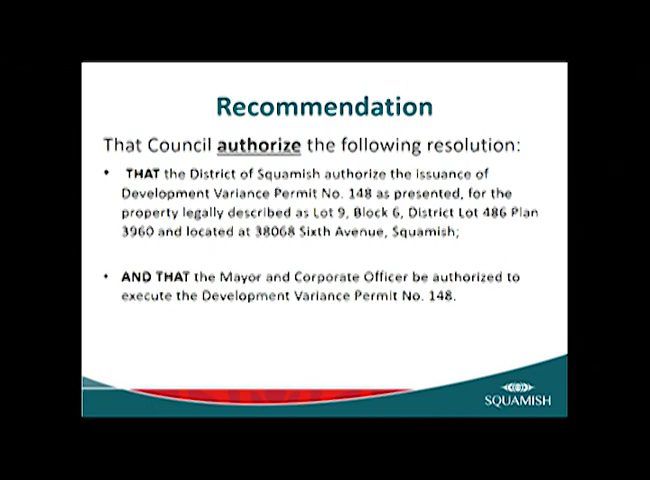 Recommendation
That Council authorize the following resolution:
• THAT the District of Squamish authorize the issuance of
Development Variance Permit No. 148 as presented, for the
property legally described as Lot 9, Block 6, District Lot 486 Plan
3960 and located at 38068 Sixth Avenue, Squamish;
• AND THAT the Mayor and Corporate Officer be authorized to
execute the Development Variance Permit No. 148.
SQUAMISH